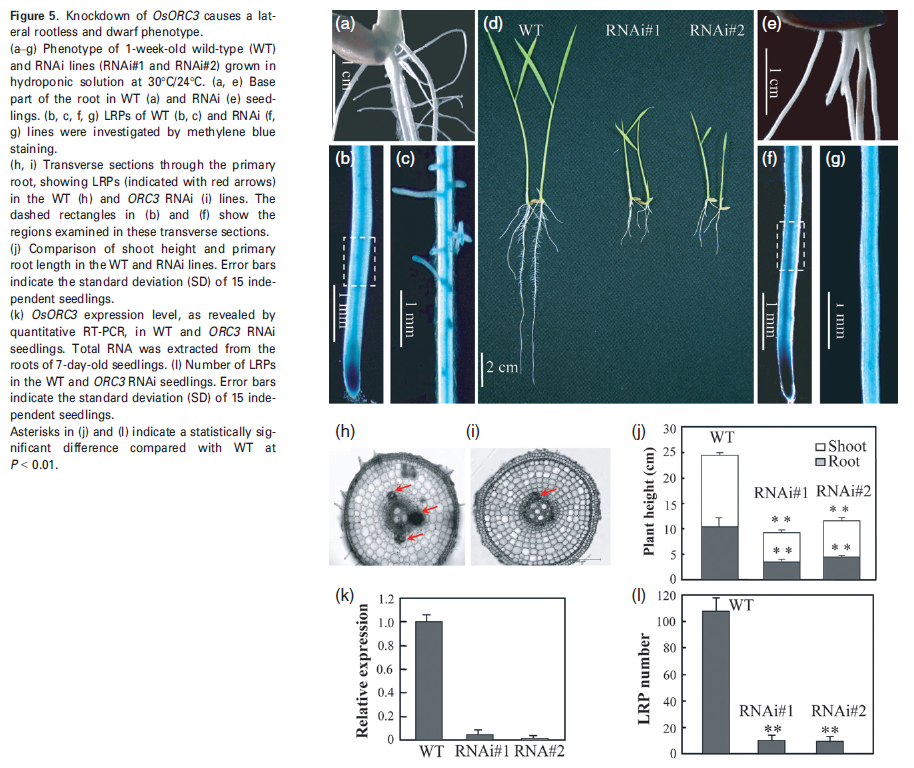 Figure 5. Knockdown of OsORC3 causes a lat-
eral rootless and dwarf phenotype.
(a–g) Phenotype of 1-week-old wild-type (WT)
and RNAi lines (RNAi#1 and RNAi#2) grown in
hydroponic solution at 30°C/24°C. (a, e) Base
part of the root in WT (a) and RNAi (e) seed-
lings. (b, c, f, g) LRPs of WT (b, c) and RNAi (f,
g) lines were investigated by methylene blue
staining.
(h, i) Transverse sections through the primary
root, showing LRPs (indicated with red arrows)
in the WT (h) and ORC3 RNAi (i) lines. The
dashed rectangles in (b) and (f) show the
regions examined in these transverse sections.
(j) Comparison of shoot height and primary
root length in the WT and RNAi lines. Error bars
indicate the standard deviation (SD) of 15 inde-
pendent seedlings.
(k) OsORC3 expression level, as revealed by
quantitative RT-PCR, in WT and ORC3 RNAi
seedlings. Total RNA was extracted from the
roots of 7-day-old seedlings. (l) Number of LRPs
in the WT and ORC3 RNAi seedlings. Error bars
indicate the standard deviation (SD) of 15 inde-
pendent seedlings.
Asterisks in (j) and (l) indicate a statistically sig-
nificant difference compared with WT at
P < 0.01.
(a)
1 cm
(b)
1 mm
(c)
1 mm
(d)
WT
RNAi#1
RNAi#2
2 cm
(e)
1 cm
(f)
1 mm
(g)
1 mm
(h)
(i)
(j)
Plant height (cm)
30
25
20
15
10
5
0
WT
Shoot
Root
RNAi#1
RNAi#2
**
**
**
**
(k)
Relative expression
1.2
1.0
0.8
0.6
0.4
0.2
0
WT
RNAi#1
RNA#2
(l)
LRP number
120
100
80
60
40
20
0
WT
RNAi#1
RNAi#2
**
**